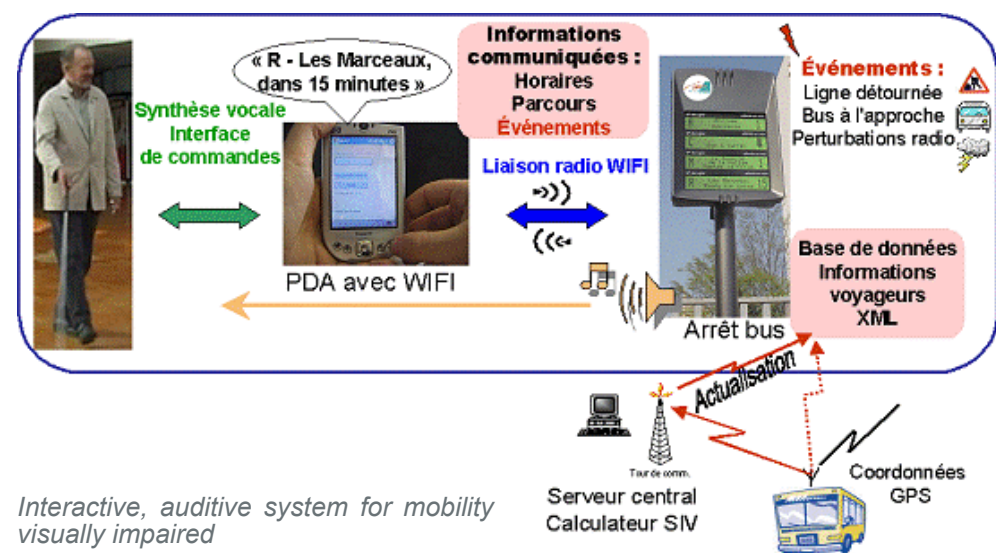 « R - Les Marceaux,
dans 15 minutes »
Synthèse vocale
Interface
de commandes
PDA avec WIFI
Informations
communiquées :
Horaires
Parcours
Événements
Liaison radio WIFI
Arrêt bus
Événements :
Ligne détournée
Bus à l'approche
Perturbations radio
Base de données
Informations
voyageurs
XML
Actualisation
Tour de comm.
Serveur central
Calculateur SIV
Coordonnées
GPS
Interactive, auditive system for mobility
visually impaired